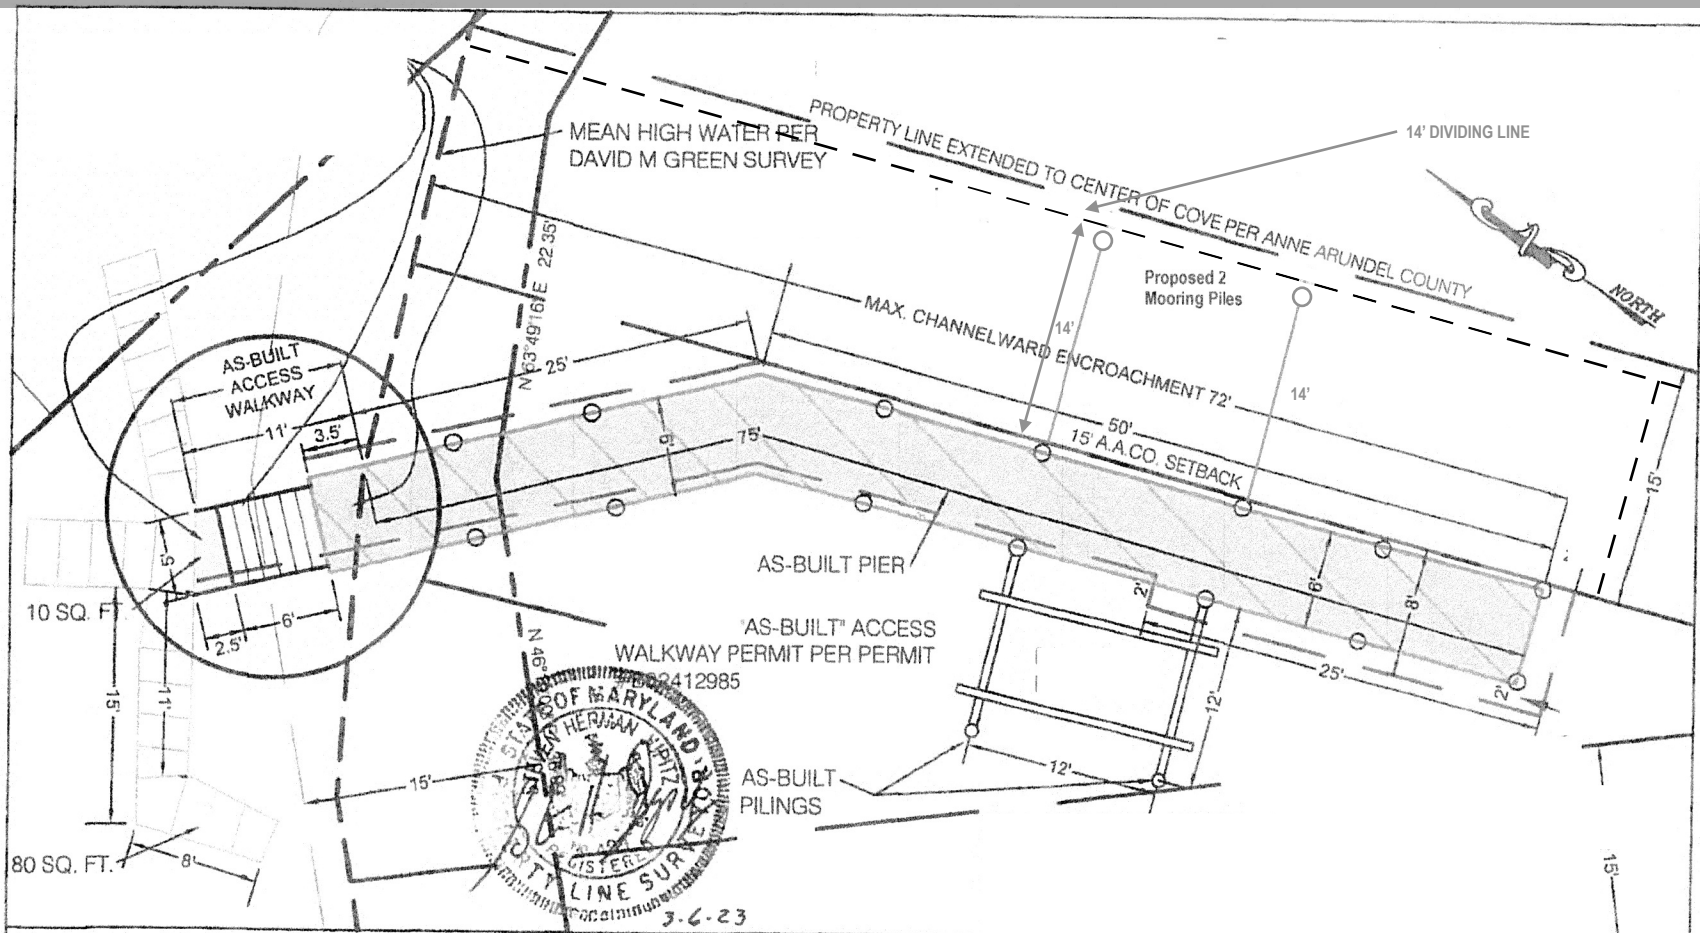 MEAN HIGH WATER PER
DAVID M GREEN SURVEY
PROPERTY LINE EXTENDED TO CENTER OF COVE PER ANNE ARUNDEL COUNTY
14' DIVIDING LINE
NORTH
Proposed 2
Mooring Piles
14'
14'
MAX. CHANNELWARD ENCROACHMENT 72'
50'
15' A.A.CO. SETBACK
15'
N 63°49'16" E 22.35'
25'
AS-BUILT
ACCESS
WALKWAY
11'
3.5'
6'
75'
5'
10 SQ. FT.
6'
2.5'
AS-BUILT PIER
2'
6'
8'
"AS-BUILT" ACCESS
WALKWAY PERMIT PER PERMIT
02412985
25'
2'
12'
12'
15'
11'
15'
N 46°
STATE OF MARYLAND
HERMAN
REGISTERED
LINE SURVEYOR
AS-BUILT
PILINGS
80 SQ. FT.
8'
15'
3-6-23